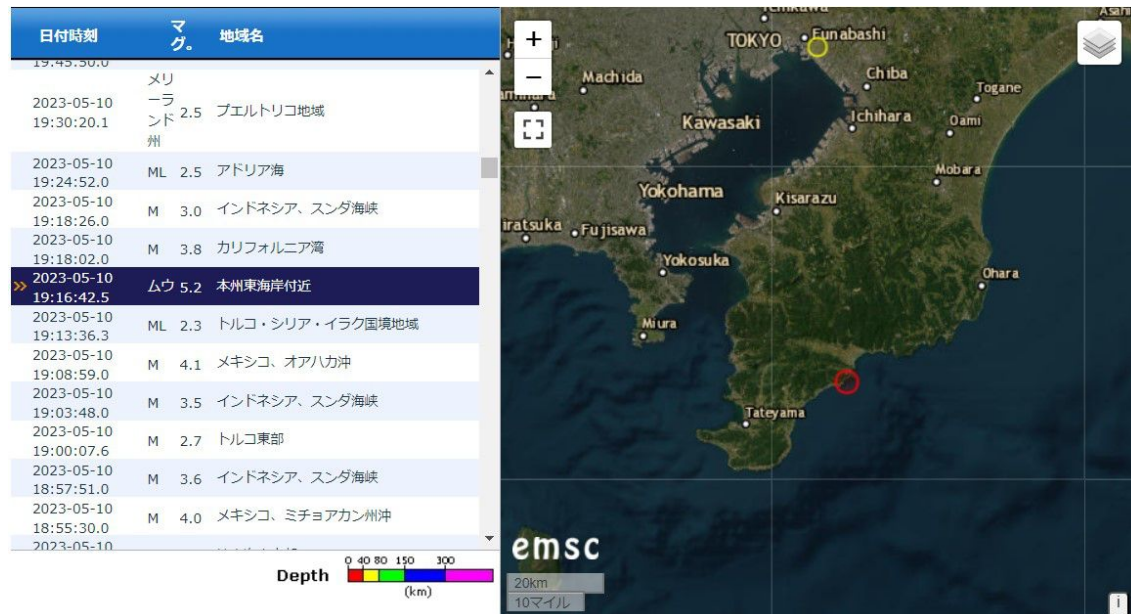 日付時刻
マ
グ。
地域名
19:45:50.0
2023-05-10
19:30:20.1
メリ
ーラ
ンド
州
2.5 プエルトリコ地域
2023-05-10
19:24:52.0
ML 2.5 アドリア海
2023-05-10
19:18:26.0
M 3.0 インドネシア、スンダ海峡
2023-05-10
19:18:02.0
M 3.8 カリフォルニア湾
» 2023-05-10
19:16:42.5
ムウ 5.2 本州東海岸付近
2023-05-10
19:13:36.3
ML 2.3 トルコ・シリア・イラク国境地域
2023-05-10
19:08:59.0
M 4.1 メキシコ、オアハカ沖
2023-05-10
19:03:48.0
M 3.5 インドネシア、スンダ海峡
2023-05-10
19:00:07.6
M 2.7 トルコ東部
2023-05-10
18:57:51.0
M 3.6 インドネシア、スンダ海峡
2023-05-10
18:55:30.0
M 4.0 メキシコ、ミチョアカン州沖
2023-05-10
Depth
0 40 80 150 300
(km)
+
−
TOKYO
Funabashi
Machida
Chiba
Togane
Kawasaki
Ichihara
Oami
Mobara
Yokohama
Kisarazu
iratsuka
Fujisawa
Yokosuka
Ohara
Miura
Tateyama
emsc
20km
10マイル
i